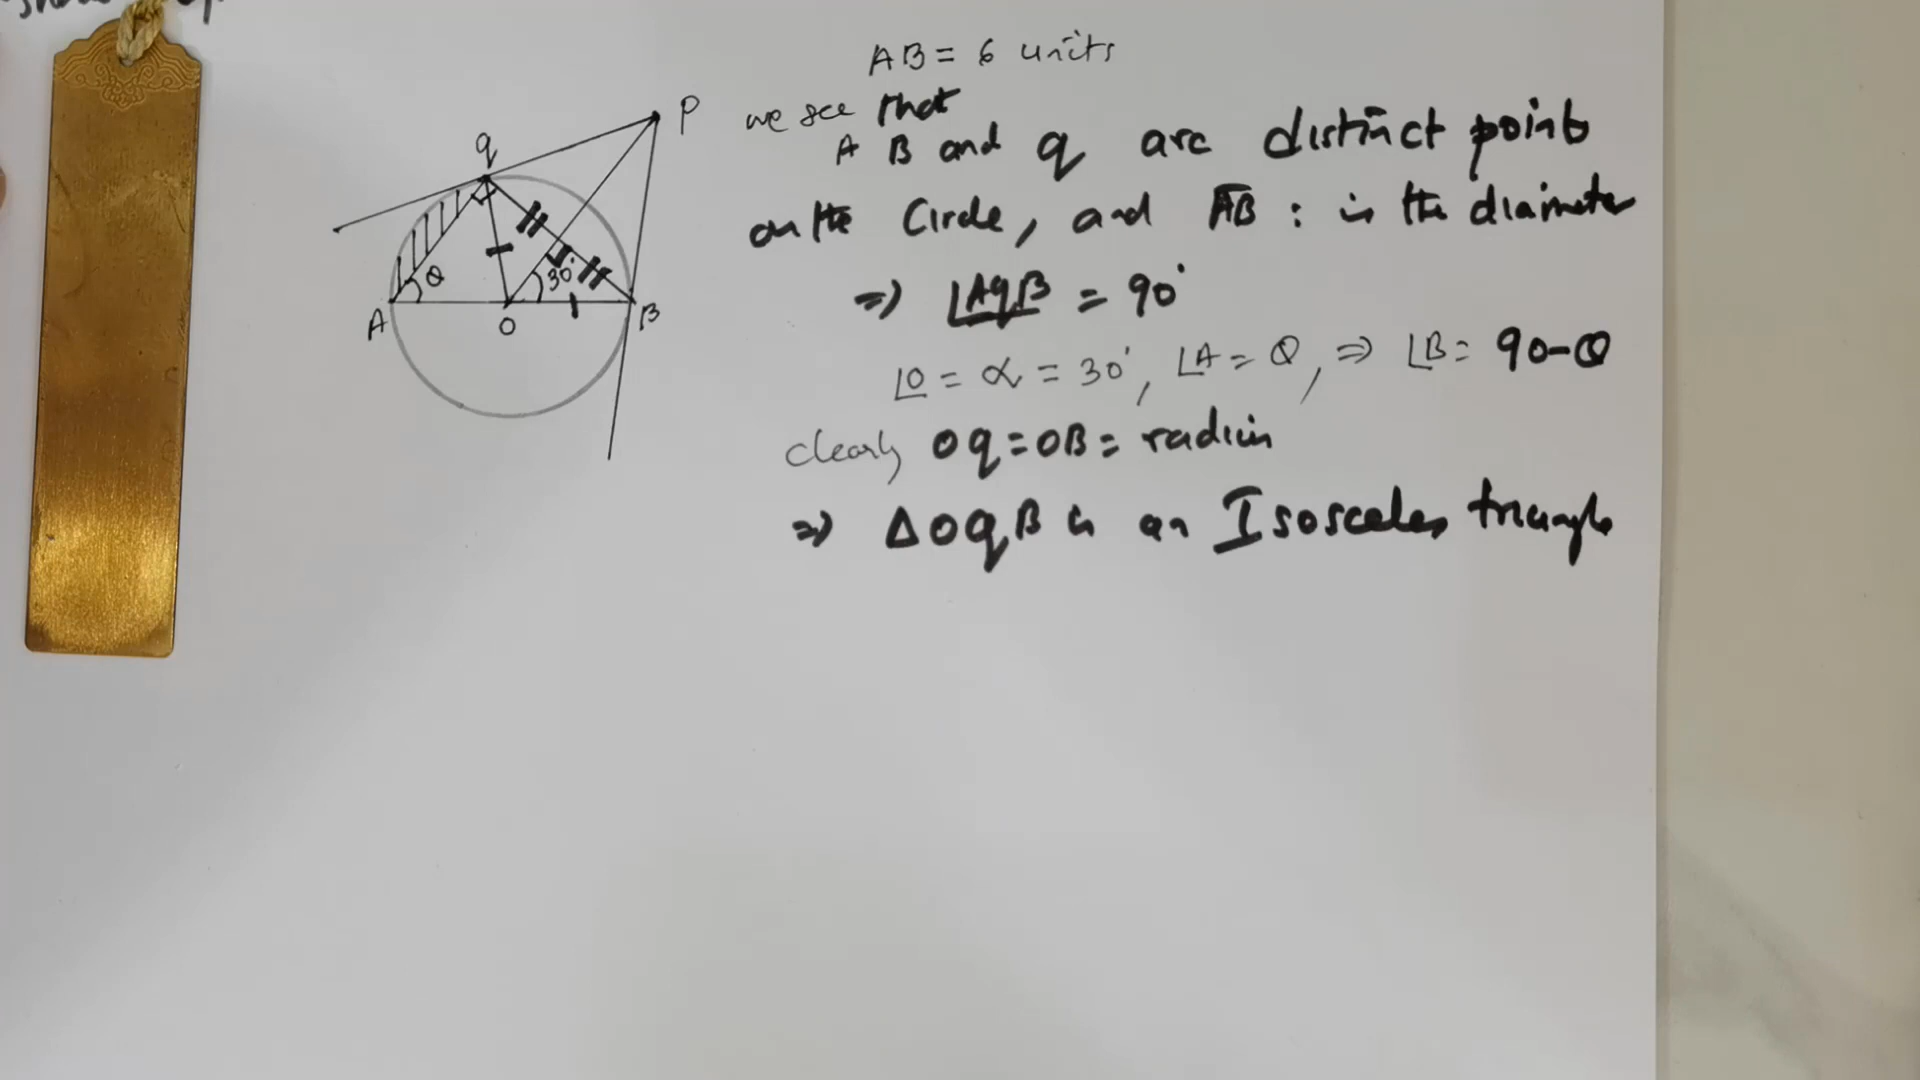 AB = 6 units
we see that
A B and q are distinct points
on the Circle, and AB : is the diameter
=> ∠AqB = 90°
∠O = α = 30°, ∠A = Q, => ∠B = 90-Q
clearly Oq = OB = radius
=> ΔOqB is an Isosceles triangle
P
q
Q
30°
A
O
B